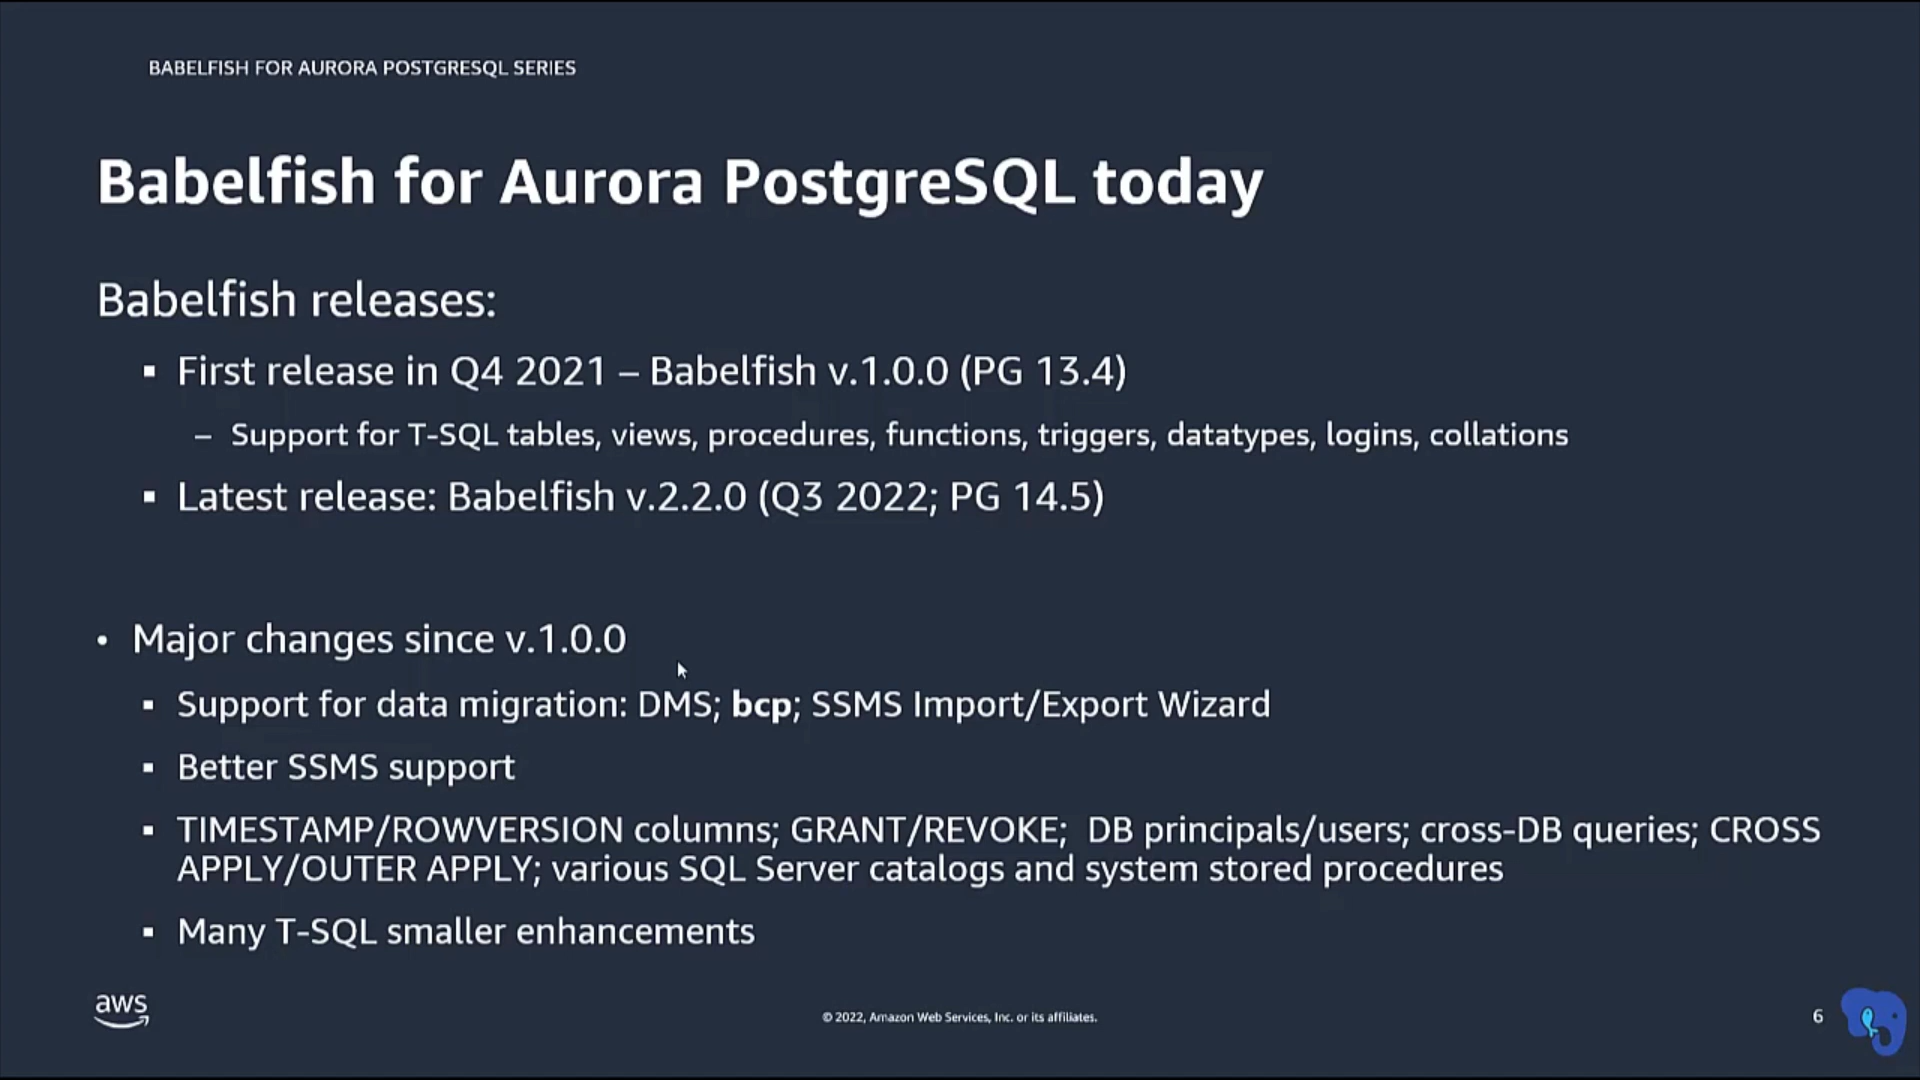 BABELFISH FOR AURORA POSTGRESQL SERIES
Babelfish for Aurora PostgreSQL today
Babelfish releases:
▪ First release in Q4 2021 – Babelfish v.1.0.0 (PG 13.4)
– Support for T-SQL tables, views, procedures, functions, triggers, datatypes, logins, collations
▪ Latest release: Babelfish v.2.2.0 (Q3 2022; PG 14.5)
• Major changes since v.1.0.0
▪ Support for data migration: DMS; bcp; SSMS Import/Export Wizard
▪ Better SSMS support
▪ TIMESTAMP/ROWVERSION columns; GRANT/REVOKE;  DB principals/users; cross-DB queries; CROSS
APPLY/OUTER APPLY; various SQL Server catalogs and system stored procedures
▪ Many T-SQL smaller enhancements
aws
© 2022, Amazon Web Services, Inc. or its affiliates.
6